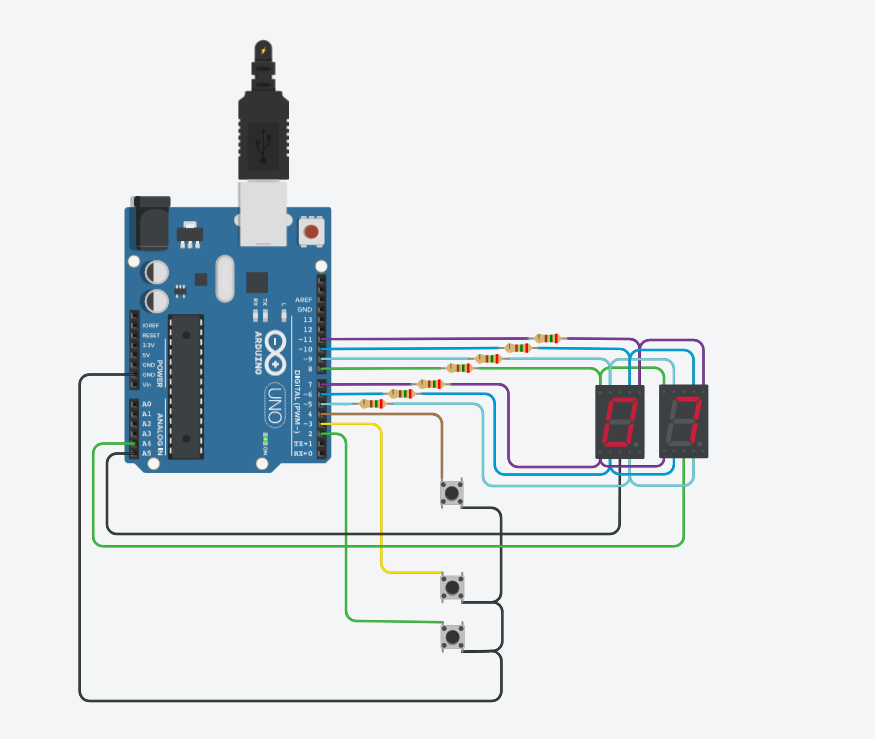 AREF
GND
13
12
~11
~10
~9
8
7
~6
~5
4
~3
2
TX→1
RX←0
DIGITAL (PWM~)
RX
TX
L
ARDUINO
UNO
ON
IOREF
RESET
3.3V
5V
GND
GND
Vin
POWER
A0
A1
A2
A3
A4
A5
ANALOG IN
0
7